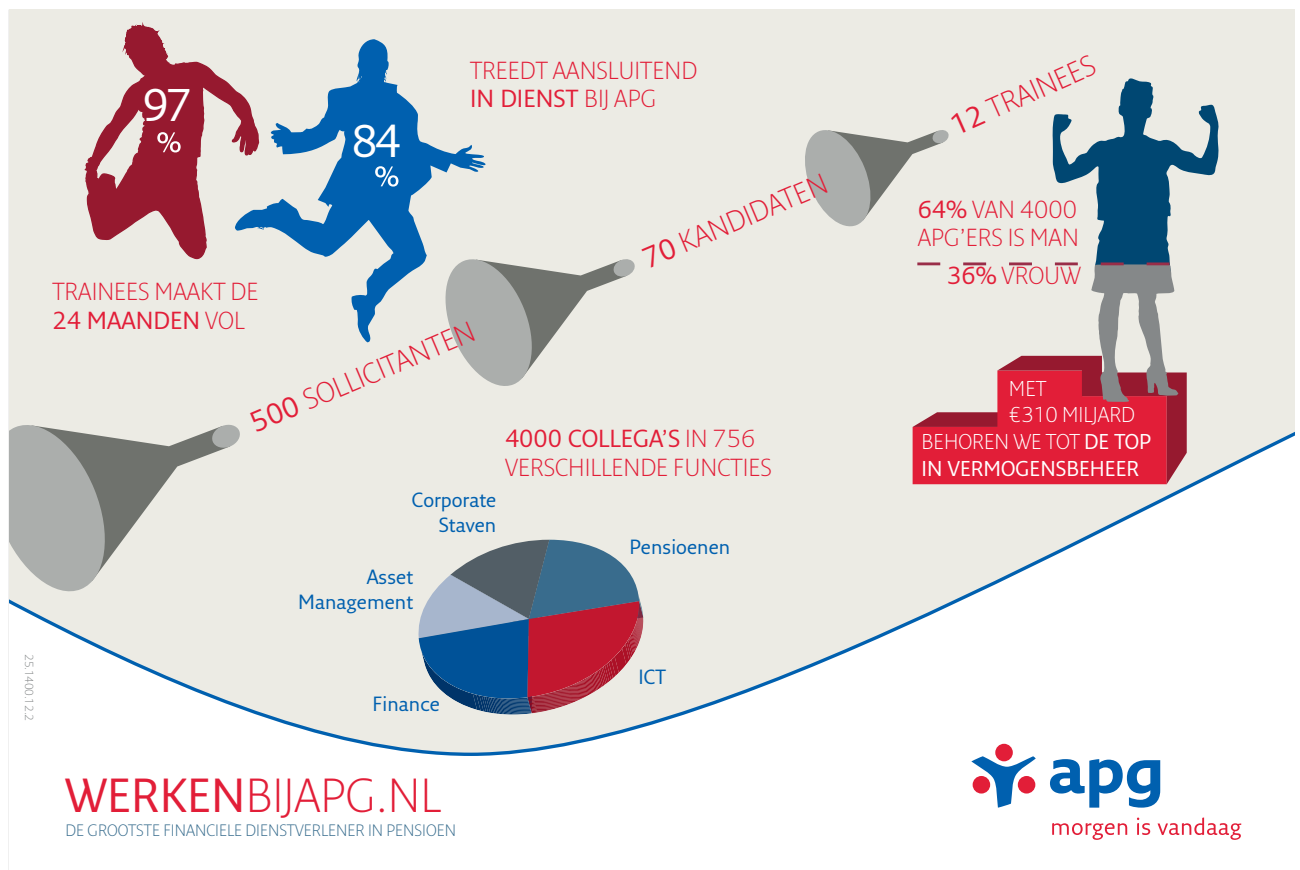 97
%
TRAINEES MAAKT DE
24 MAANDEN VOL
84
%
TREEDT AANSLUITEND
IN DIENST BIJ APG
500 SOLLICITANTEN
70 KANDIDATEN
12 TRAINEES
64% VAN 4000
APG'ERS IS MAN
36% VROUW
MET
€310 MILJARD
BEHOREN WE TOT DE TOP
IN VERMOGENSBEHEER
4000 COLLEGA'S IN 756
VERSCHILLENDE FUNCTIES
Corporate
Staven
Pensioenen
Asset
Management
ICT
Finance
25.1400.12.2
WERKENBIJAPG.NL
DE GROOTSTE FINANCIELE DIENSTVERLENER IN PENSIOEN
apg
morgen is vandaag